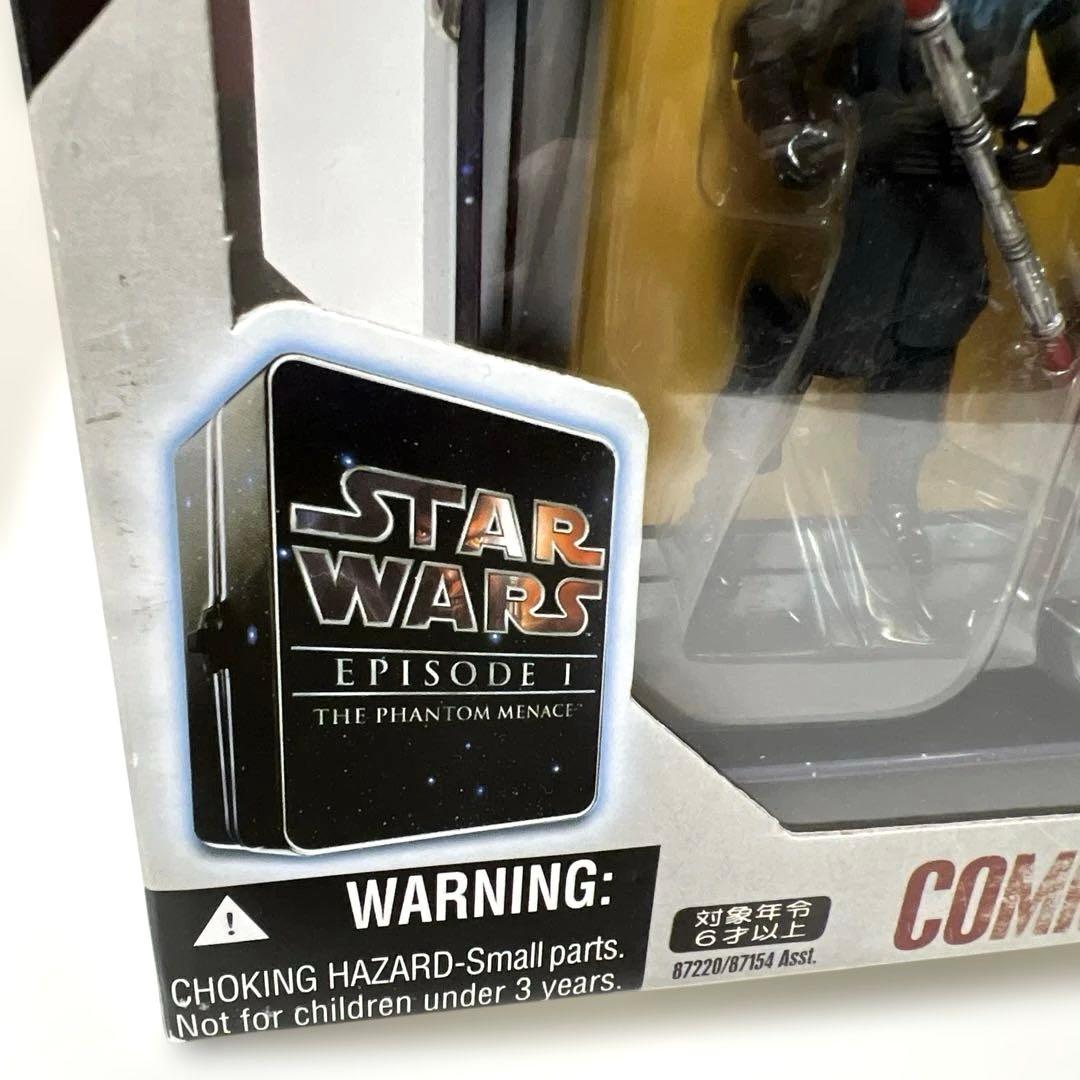 STAR
WARS
EPISODE I
THE PHANTOM MENACE™
WARNING:
CHOKING HAZARD-Small parts.
Not for children under 3 years.
対象年令
6才以上
87220/87154 Asst.